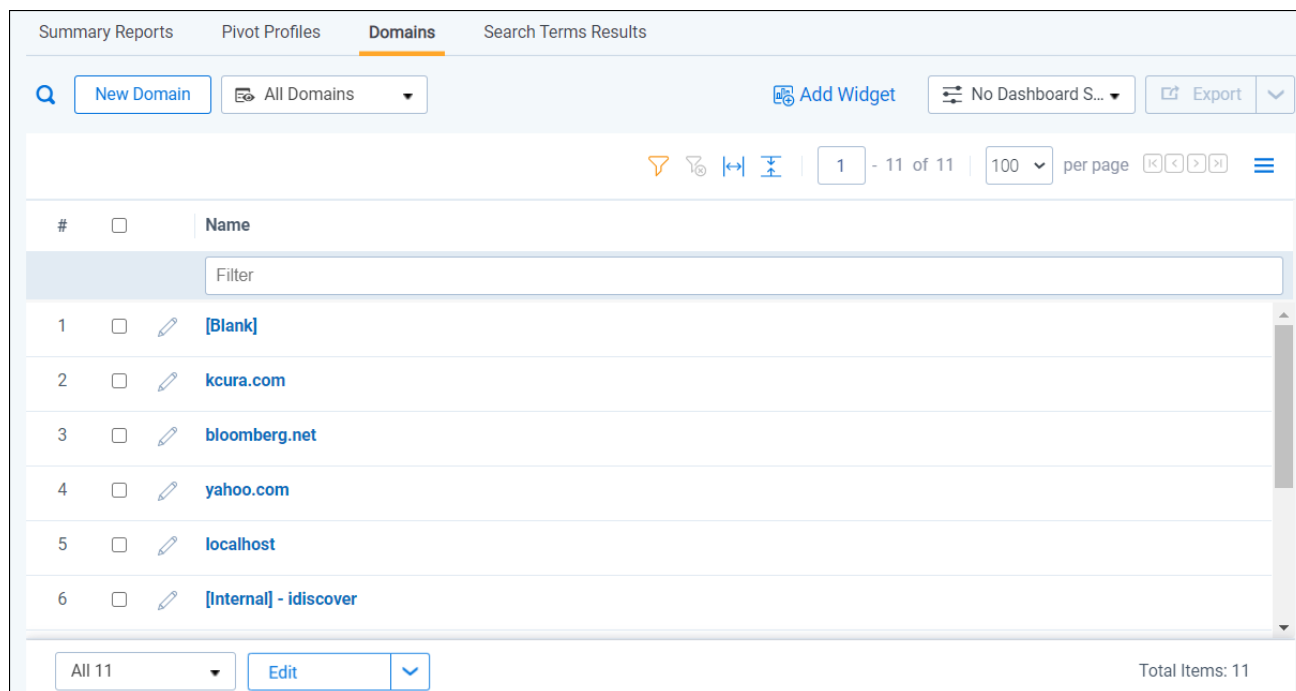 Summary Reports Pivot Profiles Domains Search Terms Results
New Domain All Domains Add Widget No Dashboard S... Export
1 - 11 of 11 100 per page
# Name
Filter
1 [Blank]
2 kcura.com
3 bloomberg.net
4 yahoo.com
5 localhost
6 [Internal] - idiscover
All 11 Edit Total Items: 11